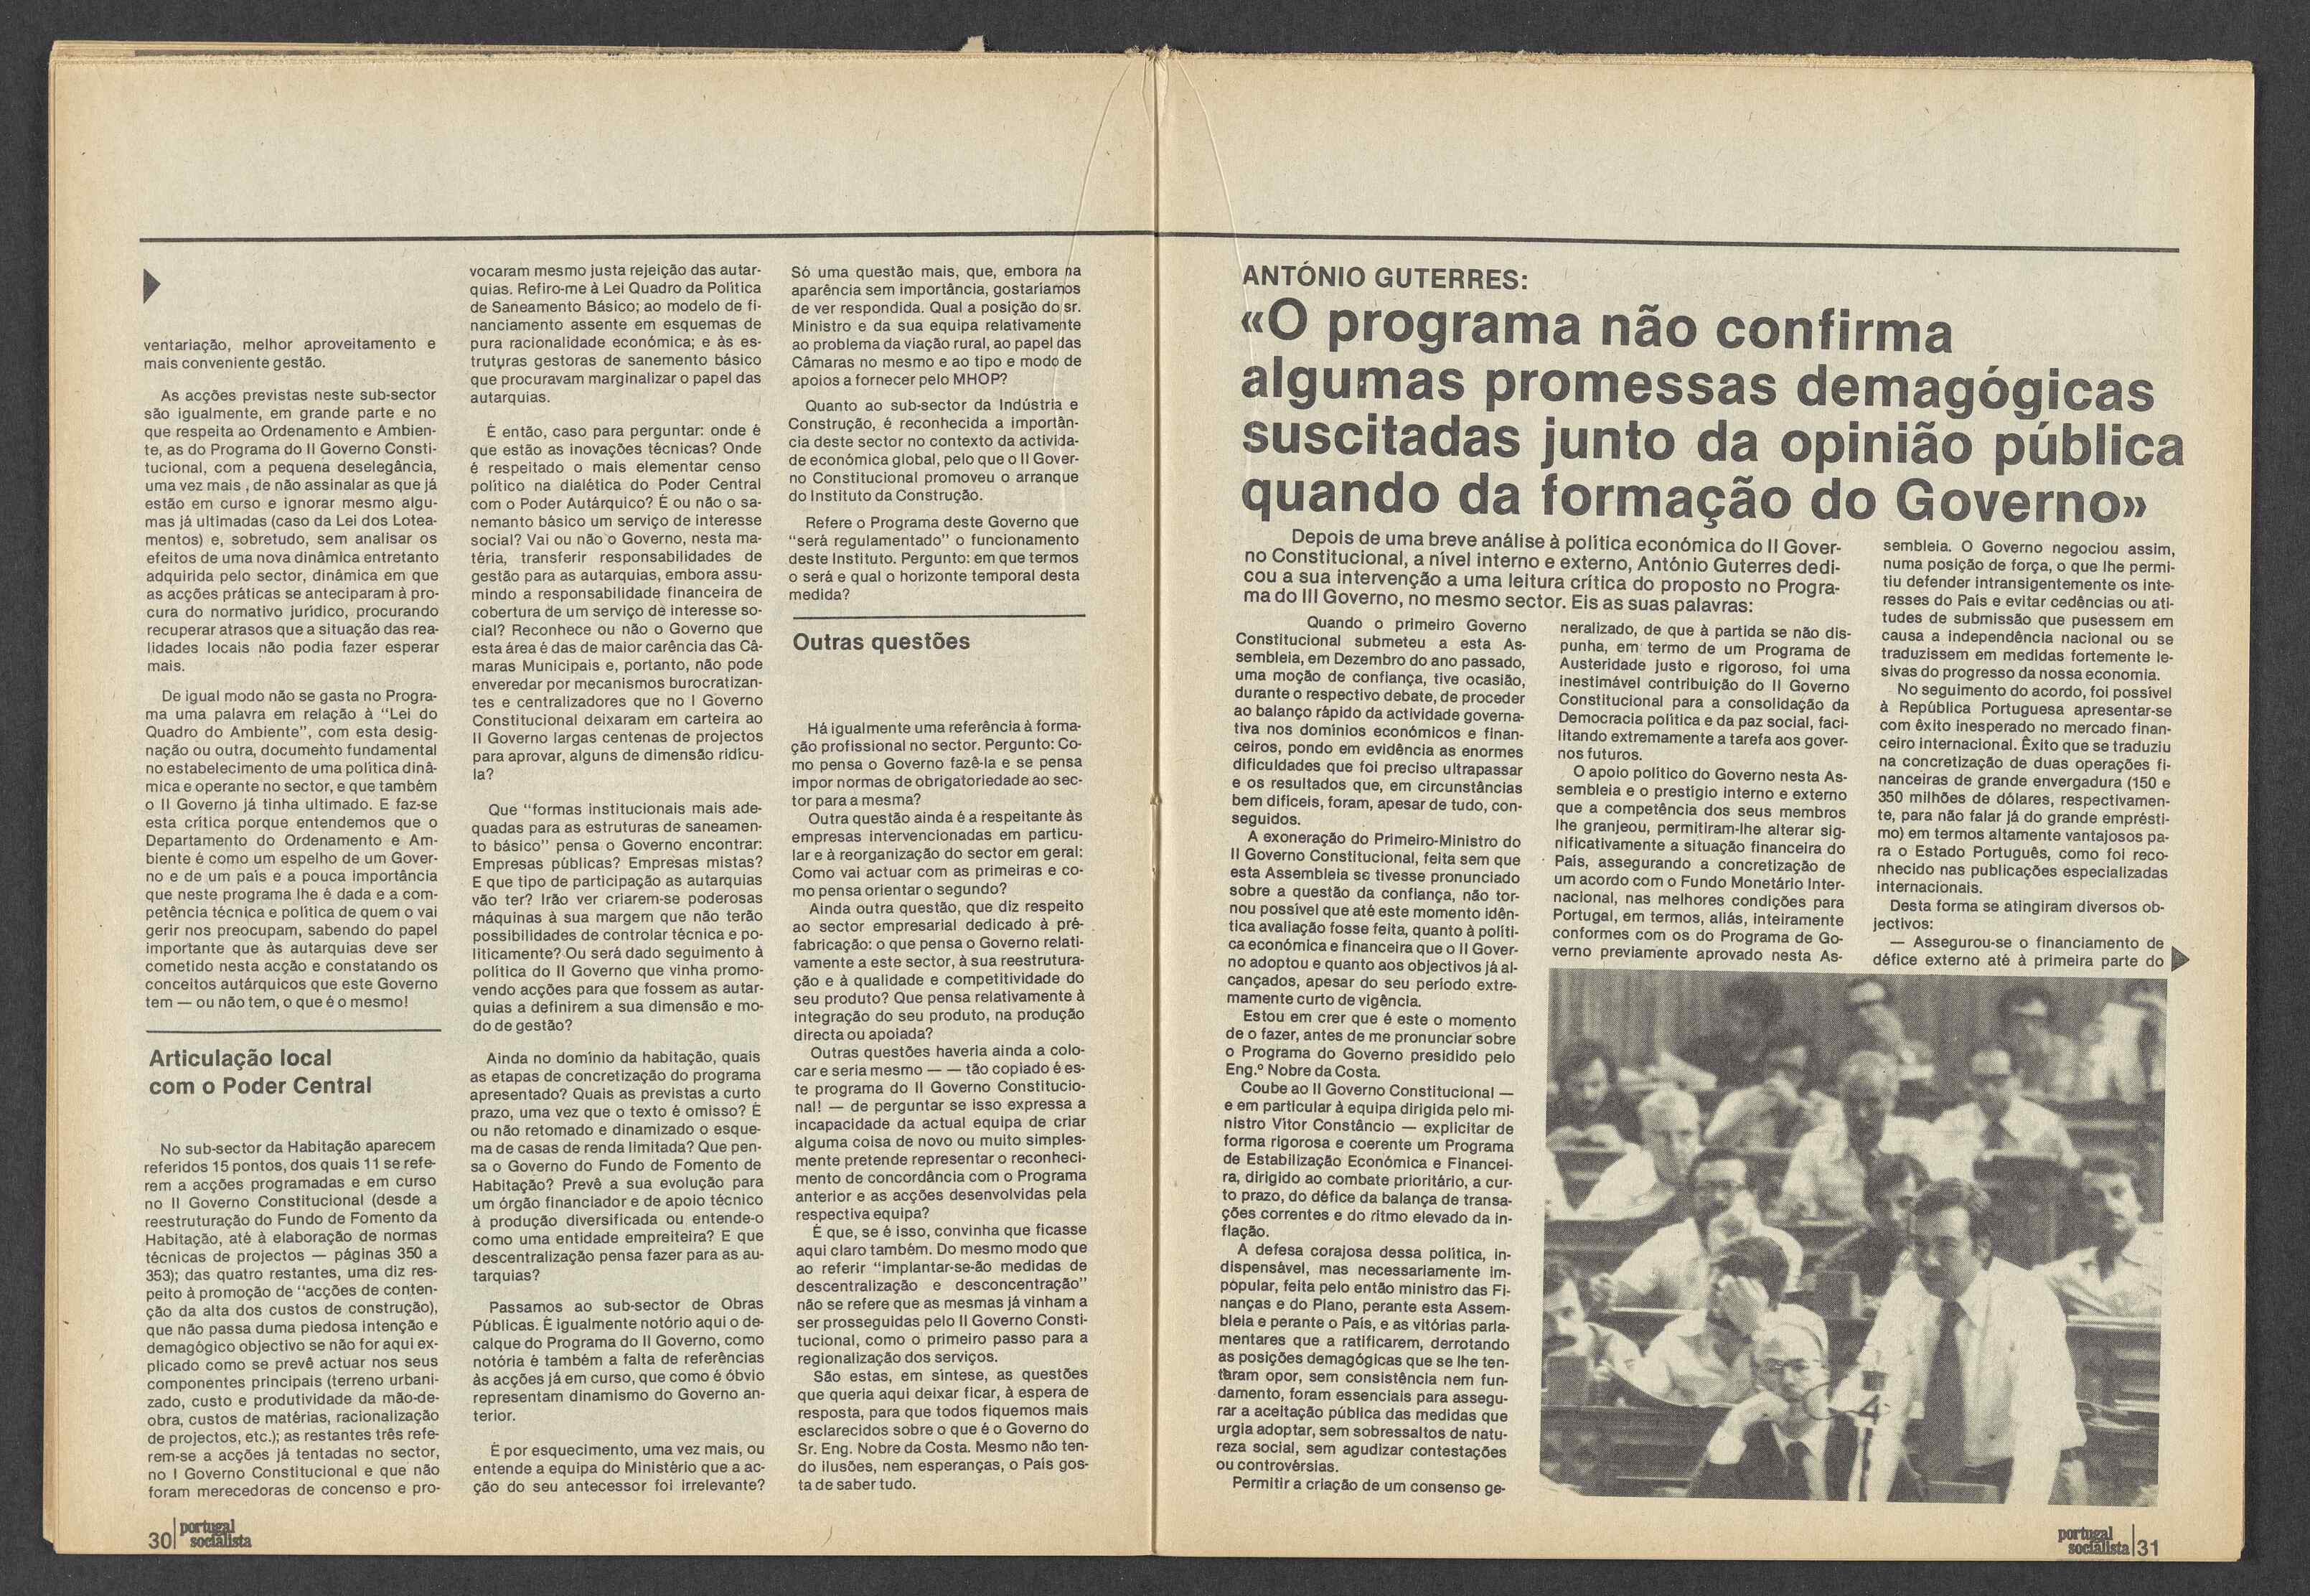 ventariação, melhor aproveitamento e
mais conveniente gestão.
As acções previstas neste sub-sector
são igualmente, em grande parte e no
que respeita ao Ordenamento e Ambien-
te, as do Programa do II Governo Consti-
tucional, com a pequena deselegância,
uma vez mais , de não assinalar as que já
estão em curso e ignorar mesmo algu-
mas já ultimadas (caso da Lei dos Lotea-
mentos) e, sobretudo, sem analisar os
efeitos de uma nova dinâmica entretanto
adquirida pelo sector, dinâmica em que
as acções práticas se anteciparam à pro-
cura do normativo jurídico, procurando
recuperar atrasos que a situação das rea-
lidades locais não podia fazer esperar
mais.
De igual modo não se gasta no Progra-
ma uma palavra em relação à "Lei do
Quadro do Ambiente", com esta desig-
nação ou outra, documento fundamental
no estabelecimento de uma política dinâ-
mica e operante no sector, e que também
o II Governo já tinha ultimado. E faz-se
esta crítica porque entendemos que o
Departamento do Ordenamento e Am-
biente é como um espelho de um Gover-
no e de um país e a pouca importância
que neste programa lhe é dada e a com-
petência técnica e política de quem o vai
gerir nos preocupam, sabendo do papel
importante que às autarquias deve ser
cometido nesta acção e constatando os
conceitos autárquicos que este Governo
tem — ou não tem, o que é o mesmo!
Articulação local
com o Poder Central
No sub-sector da Habitação aparecem
referidos 15 pontos, dos quais 11 se refe-
rem a acções programadas e em curso
no II Governo Constitucional (desde a
reestruturação do Fundo de Fomento da
Habitação, até à elaboração de normas
técnicas de projectos — páginas 350 a
353); das quatro restantes, uma diz res-
peito à promoção de "acções de conten-
ção da alta dos custos de construção),
que não passa duma piedosa intenção e
demagógico objectivo se não for aqui ex-
plicado como se prevê actuar nos seus
componentes principais (terreno urbani-
zado, custo e produtividade da mão-de-
obra, custos de matérias, racionalização
de projectos, etc.); as restantes três refe-
rem-se a acções já tentadas no sector,
no I Governo Constitucional e que não
foram merecedoras de concenso e pro-
vocaram mesmo justa rejeição das autar-
quias. Refiro-me à Lei Quadro da Política
de Saneamento Básico; ao modelo de fi-
nanciamento assente em esquemas de
pura racionalidade económica; e às es-
truturas gestoras de sanemento básico
que procuravam marginalizar o papel das
autarquias.
É então, caso para perguntar: onde é
que estão as inovações técnicas? Onde
é respeitado o mais elementar censo
político na dialética do Poder Central
com o Poder Autárquico? É ou não o sa-
nemanto básico um serviço de interesse
social? Vai ou não o Governo, nesta ma-
téria, transferir responsabilidades de
gestão para as autarquias, embora assu-
mindo a responsabilidade financeira de
cobertura de um serviço de interesse so-
cial? Reconhece ou não o Governo que
esta área é das de maior carência das Câ-
maras Municipais e, portanto, não pode
enveredar por mecanismos burocratizan-
tes e centralizadores que no I Governo
Constitucional deixaram em carteira ao
II Governo largas centenas de projectos
para aprovar, alguns de dimensão ridícu-
la?
Que "formas institucionais mais ade-
quadas para as estruturas de saneamen-
to básico" pensa o Governo encontrar:
Empresas públicas? Empresas mistas?
E que tipo de participação as autarquias
vão ter? Irão ver criarem-se poderosas
máquinas à sua margem que não terão
possibilidades de controlar técnica e po-
liticamente? Ou será dado seguimento à
política do II Governo que vinha promo-
vendo acções para que fossem as autar-
quias a definirem a sua dimensão e mo-
do de gestão?
Ainda no domínio da habitação, quais
as etapas de concretização do programa
apresentado? Quais as previstas a curto
prazo, uma vez que o texto é omisso? É
ou não retomado e dinamizado o esque-
ma de casas de renda limitada? Que pen-
sa o Governo do Fundo de Fomento de
Habitação? Prevê a sua evolução para
um órgão financiador e de apoio técnico
à produção diversificada ou entende-o
como uma entidade empreiteira? E que
descentralização pensa fazer para as au-
tarquias?
Passamos ao sub-sector de Obras
Públicas. É igualmente notório aqui o de-
calque do Programa do II Governo, como
notória é também a falta de referências
às acções já em curso, que como é óbvio
representam dinamismo do Governo an-
terior.
É por esquecimento, uma vez mais, ou
entende a equipa do Ministério que a ac-
ção do seu antecessor foi irrelevante?
Só uma questão mais, que, embora na
aparência sem importância, gostaríamos
de ver respondida. Qual a posição do sr.
Ministro e da sua equipa relativamente
ao problema da viação rural, ao papel das
Câmaras no mesmo e ao tipo e modo de
apoios a fornecer pelo MHOP?
Quanto ao sub-sector da Indústria e
Construção, é reconhecida a importân-
cia deste sector no contexto da activida-
de económica global, pelo que o II Gover-
no Constitucional promoveu o arranque
do Instituto da Construção.
Refere o Programa deste Governo que
"será regulamentado" o funcionamento
deste Instituto. Pergunto: em que termos
o será e qual o horizonte temporal desta
medida?
Outras questões
Há igualmente uma referência à forma-
ção profissional no sector. Pergunto: Co-
mo pensa o Governo fazê-la e se pensa
impor normas de obrigatoriedade ao sec-
tor para a mesma?
Outra questão ainda é a respeitante às
empresas intervencionadas em particu-
lar e à reorganização do sector em geral:
Como vai actuar com as primeiras e co-
mo pensa orientar o segundo?
Ainda outra questão, que diz respeito
ao sector empresarial dedicado à pré-
fabricação: o que pensa o Governo relati-
vamente a este sector, à sua reestrutura-
ção e à qualidade e competitividade do
seu produto? Que pensa relativamente à
integração do seu produto, na produção
directa ou apoiada?
Outras questões haveria ainda a colo-
car e seria mesmo — — tão copiado é es-
te programa do II Governo Constitucio-
nal! — de perguntar se isso expressa a
incapacidade da actual equipa de criar
alguma coisa de novo ou muito simples-
mente pretende representar o reconheci-
mento de concordância com o Programa
anterior e as acções desenvolvidas pela
respectiva equipa?
É que, se é isso, convinha que ficasse
aqui claro também. Do mesmo modo que
ao referir "implantar-se-ão medidas de
descentralização e desconcentração"
não se refere que as mesmas já vinham a
ser prosseguidas pelo II Governo Consti-
tucional, como o primeiro passo para a
regionalização dos serviços.
São estas, em síntese, as questões
que queria aqui deixar ficar, à espera de
resposta, para que todos fiquemos mais
esclarecidos sobre o que é o Governo do
Sr. Eng. Nobre da Costa. Mesmo não ten-
do ilusões, nem esperanças, o País gos-
ta de saber tudo.
30 portugal
socialista
ANTÓNIO GUTERRES:
«O programa não confirma
algumas promessas demagógicas
suscitadas junto da opinião pública
quando da formação do Governo»
Depois de uma breve análise à política económica do II Gover-
no Constitucional, a nível interno e externo, António Guterres dedi-
cou a sua intervenção a uma leitura crítica do proposto no Progra-
ma do III Governo, no mesmo sector. Eis as suas palavras:
Quando o primeiro Governo
Constitucional submeteu a esta As-
sembleia, em Dezembro do ano passado,
uma moção de confiança, tive ocasião,
durante o respectivo debate, de proceder
ao balanço rápido da actividade governa-
tiva nos domínios económicos e finan-
ceiros, pondo em evidência as enormes
dificuldades que foi preciso ultrapassar
e os resultados que, em circunstâncias
bem difíceis, foram, apesar de tudo, con-
seguidos.
A exoneração do Primeiro-Ministro do
II Governo Constitucional, feita sem que
esta Assembleia se tivesse pronunciado
sobre a questão da confiança, não tor-
nou possível que até este momento idên-
tica avaliação fosse feita, quanto à políti-
ca económica e financeira que o II Gover-
no adoptou e quanto aos objectivos já al-
cançados, apesar do seu período extre-
mamente curto de vigência.
Estou em crer que é este o momento
de o fazer, antes de me pronunciar sobre
o Programa do Governo presidido pelo
Eng.º Nobre da Costa.
Coube ao II Governo Constitucional —
e em particular à equipa dirigida pelo mi-
nistro Vítor Constâncio — explicitar de
forma rigorosa e coerente um Programa
de Estabilização Económica e Financei-
ra, dirigido ao combate prioritário, a cur-
to prazo, do défice da balança de transa-
ções correntes e do ritmo elevado da in-
flação.
A defesa corajosa dessa política, in-
dispensável, mas necessariamente im-
popular, feita pelo então ministro das Fi-
nanças e do Plano, perante esta Assem-
bleia e perante o País, e as vitórias parla-
mentares que a ratificarem, derrotando
as posições demagógicas que se lhe ten-
taram opor, sem consistência nem fun-
damento, foram essenciais para assegu-
rar a aceitação pública das medidas que
urgia adoptar, sem sobressaltos de natu-
reza social, sem agudizar contestações
ou controvérsias.
Permitir a criação de um consenso ge-
neralizado, de que à partida se não dis-
punha, em termo de um Programa de
Austeridade justo e rigoroso, foi uma
inestimável contribuição do II Governo
Constitucional para a consolidação da
Democracia política e da paz social, faci-
litando extremamente a tarefa aos gover-
nos futuros.
O apoio político do Governo nesta As-
sembleia e o prestígio interno e externo
que a competência dos seus membros
lhe granjeou, permitiram-lhe alterar sig-
nificativamente a situação financeira do
País, assegurando a concretização de
um acordo com o Fundo Monetário Inter-
nacional, nas melhores condições para
Portugal, em termos, aliás, inteiramente
conformes com os do Programa de Go-
verno previamente aprovado nesta As-
sembleia. O Governo negociou assim,
numa posição de força, o que lhe permi-
tiu defender intransigentemente os inte-
resses do País e evitar cedências ou ati-
tudes de submissão que pusessem em
causa a independência nacional ou se
traduzissem em medidas fortemente le-
sivas do progresso da nossa economia.
No seguimento do acordo, foi possível
à República Portuguesa apresentar-se
com êxito inesperado no mercado finan-
ceiro internacional. Êxito que se traduziu
na concretização de duas operações fi-
nanceiras de grande envergadura (150 e
350 milhões de dólares, respectivamen-
te, para não falar já do grande emprésti-
mo) em termos altamente vantajosos pa-
ra o Estado Português, como foi reco-
nhecido nas publicações especializadas
internacionais.
Desta forma se atingiram diversos ob-
jectivos:
— Assegurou-se o financiamento de
défice externo até à primeira parte do
portugal
socialista 31